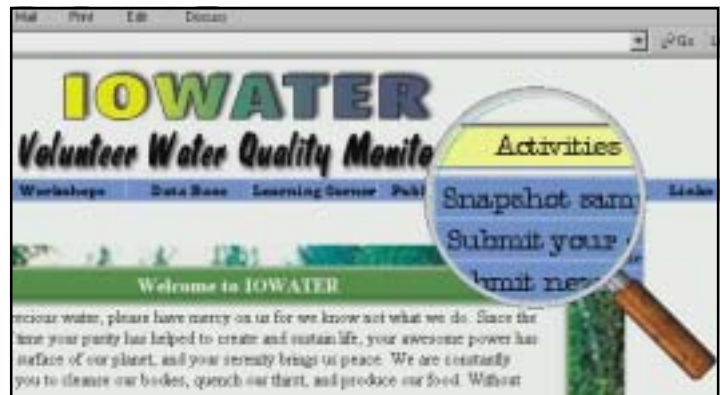 Mail Print Edit Discuss
Go
IOWATER
Volunteer Water Quality Monito
Activities
Workshops Data Base Learning Corner Publ Links
Snapshot sam
Submit your
bmit new
Welcome to IOWATER
recious water, please have mercy on us for we know not what we do. Since the
time your purity has helped to create and sustain life, your awesome power has
surface of our planet, and your serenity brings us peace. We are constantly
you to cleanse our bodies, quench our thirst, and produce our food. Without